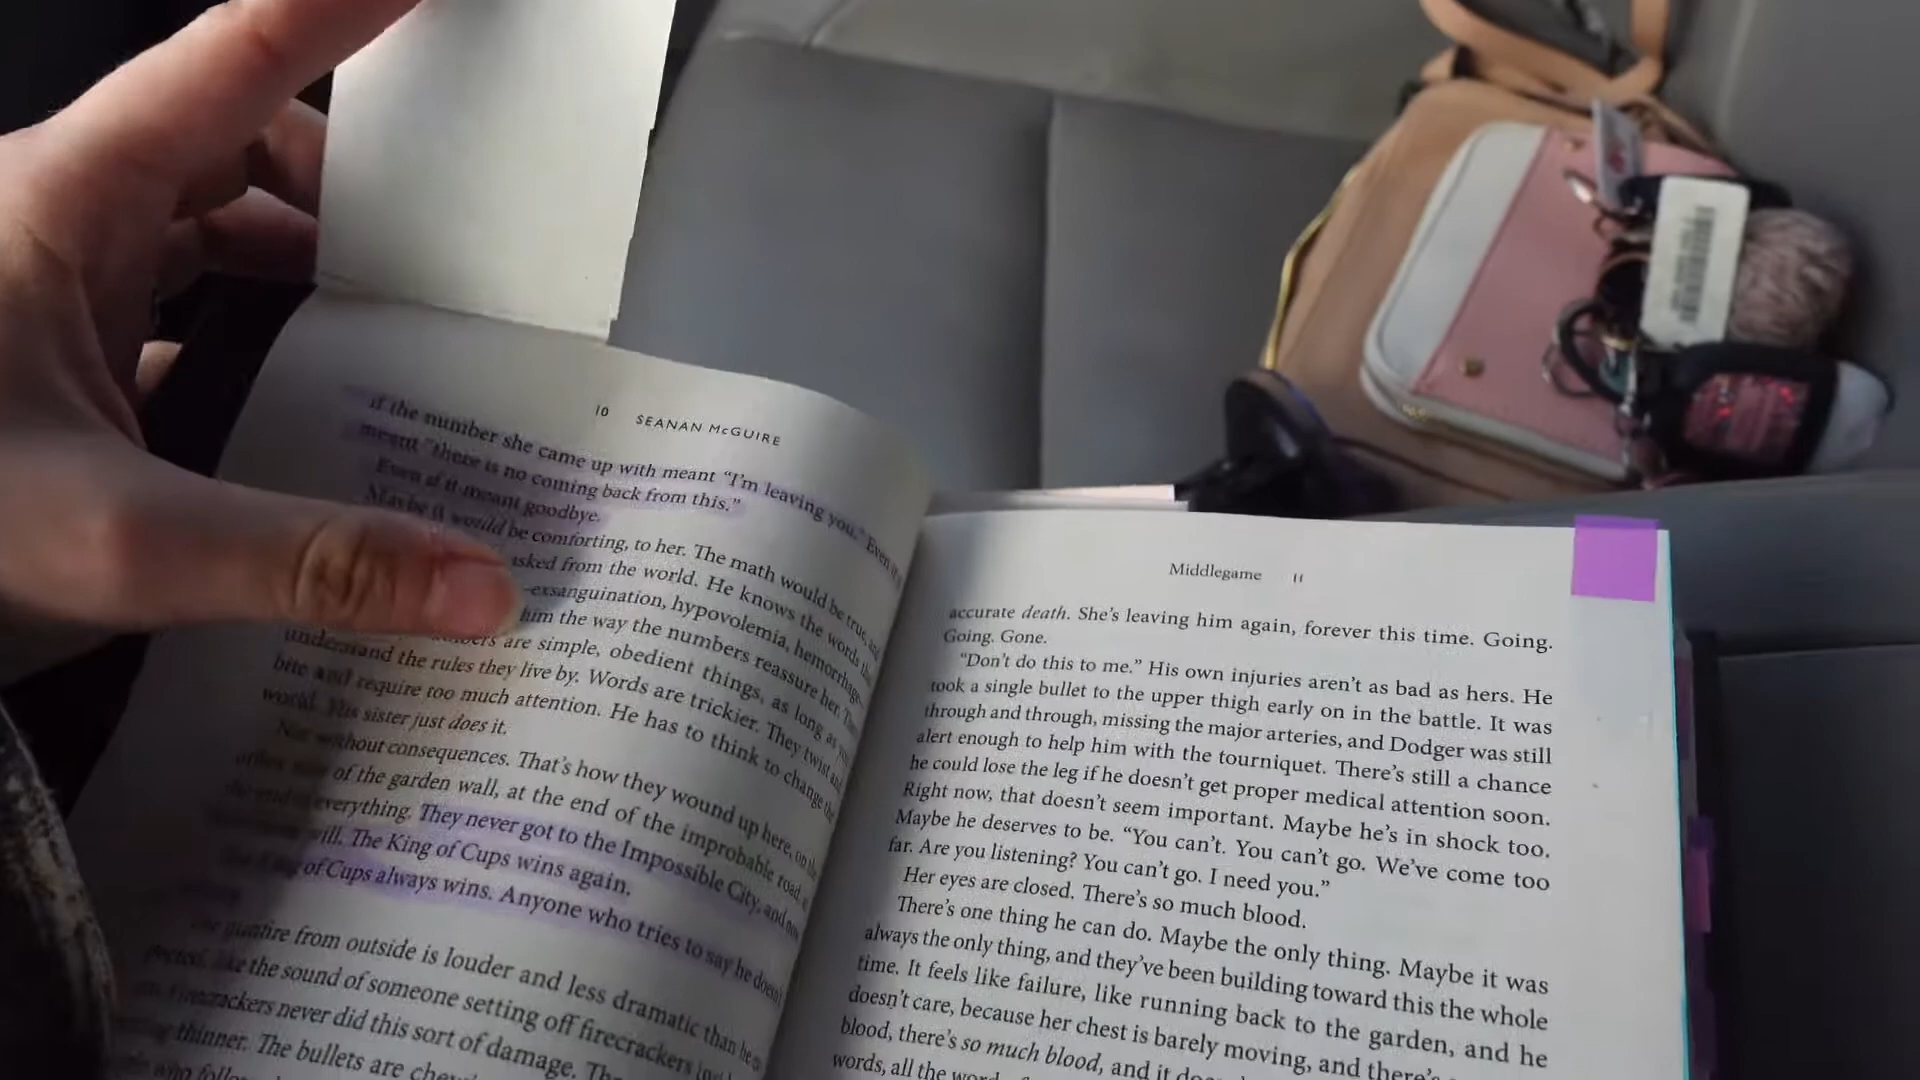 10 SEANAN McGUIRE
if the number she came up with meant “I’m leaving you.” Even if it
meant “there is no coming back from this.”
Even if it meant goodbye.
Maybe it would be comforting, to her. The math would be true, and
asked from the world. He knows the words
—exsanguination, hypovolemia, hemorrhage—
him the way the numbers reassure her.
are simple, obedient things, as long as you
understand the rules they live by. Words are trickier. They twist and
bite and require too much attention. He has to think to change the
world. His sister just does it.
Not without consequences. That’s how they wound up here, on the
of the garden wall, at the end of the improbable road, at
everything. They never got to the Impossible City, and now
will. The King of Cups wins again.
King of Cups always wins. Anyone who tries to say he doesn’t
gunfire from outside is louder and less dramatic than he
like the sound of someone setting off firecrackers
firecrackers never did this sort of damage.
thinner. The bullets are
who
Middlegame 11
accurate death. She’s leaving him again, forever this time. Going.
Going. Gone.
“Don’t do this to me.” His own injuries aren’t as bad as hers. He
took a single bullet to the upper thigh early on in the battle. It was
through and through, missing the major arteries, and Dodger was still
alert enough to help him with the tourniquet. There’s still a chance
he could lose the leg if he doesn’t get proper medical attention soon.
Right now, that doesn’t seem important. Maybe he’s in shock too.
Maybe he deserves to be. “You can’t. You can’t go. We’ve come too
far. Are you listening? You can’t go. I need you.”
Her eyes are closed. There’s so much blood.
There’s one thing he can do. Maybe the only thing. Maybe it was
always the only thing, and they’ve been building toward this the whole
time. It feels like failure, like running back to the garden, and he
doesn’t care, because her chest is barely moving, and there’s
blood, there’s so much blood, and it
words, all the